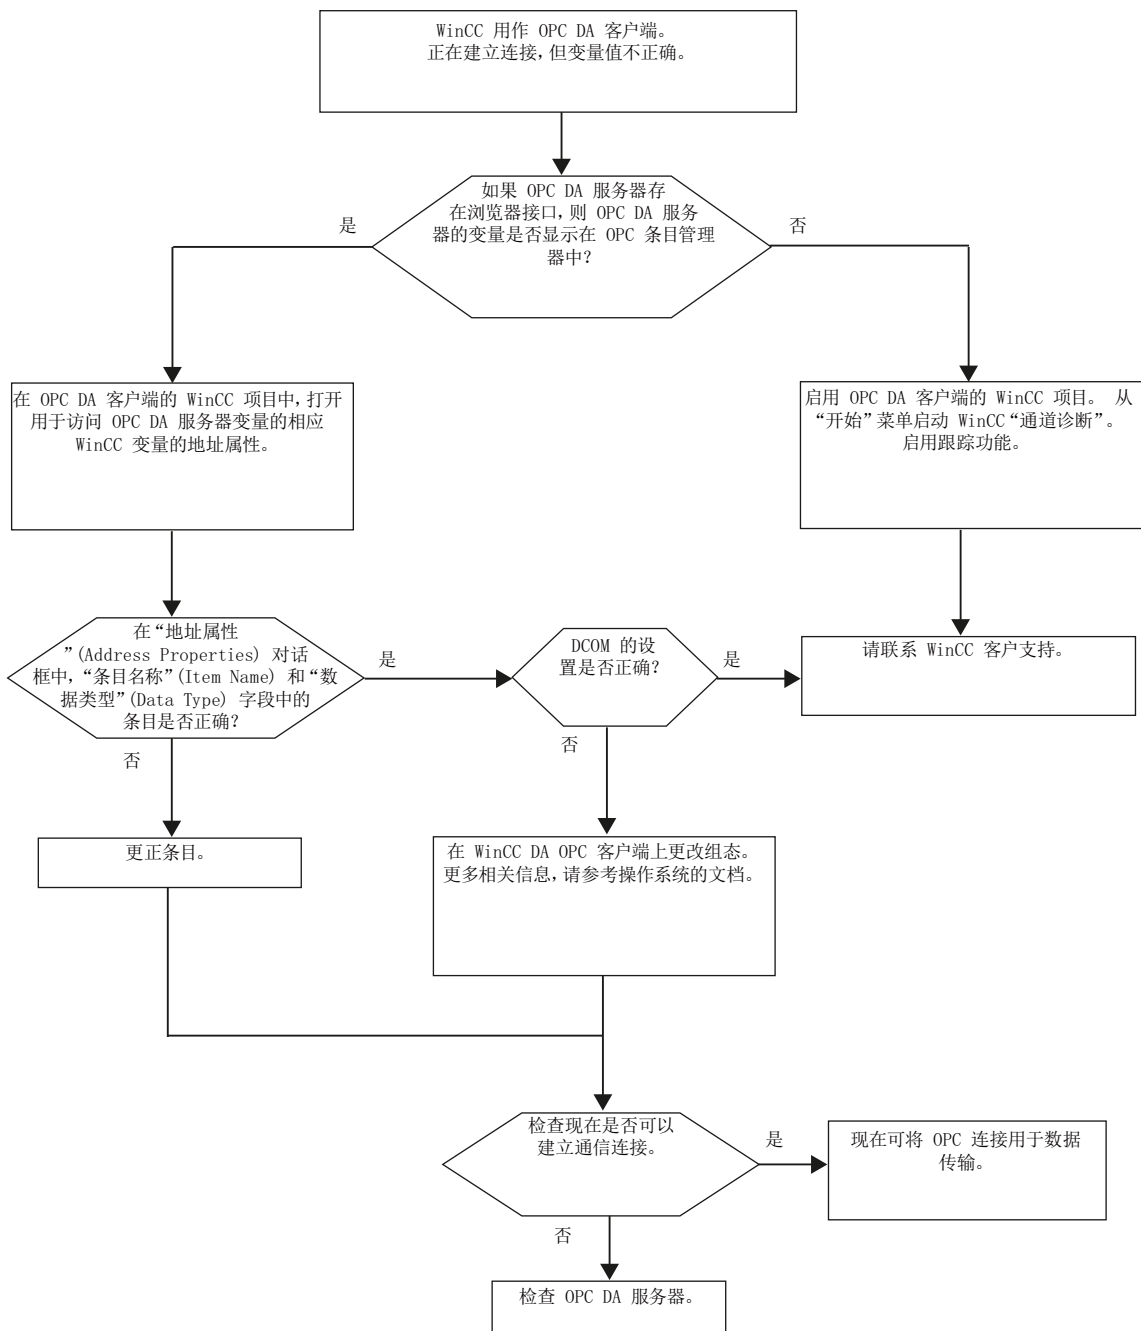 WinCC 用作 OPC DA 客户端。
正在建立连接,但变量值不正确。
如果 OPC DA 服务器存
在浏览器接口,则 OPC DA 服务
器的变量是否显示在 OPC 条目管理
器中?
是
否
在 OPC DA 客户端的 WinCC 项目中,打开
用于访问 OPC DA 服务器变量的相应
WinCC 变量的地址属性。
启用 OPC DA 客户端的 WinCC 项目。 从
“开始”菜单启动 WinCC“通道诊断”。
启用跟踪功能。
在“地址属性
”(Address Properties) 对话
框中,“条目名称”(Item Name) 和“数
据类型”(Data Type) 字段中的
条目是否正确?
是
DCOM 的设
置是否正确?
是
请联系 WinCC 客户支持。
否
否
更正条目。
在 WinCC DA OPC 客户端上更改组态。
更多相关信息,请参考操作系统的文档。
检查现在是否可以
建立通信连接。
是
现在可将 OPC 连接用于数据
传输。
否
检查 OPC DA 服务器。